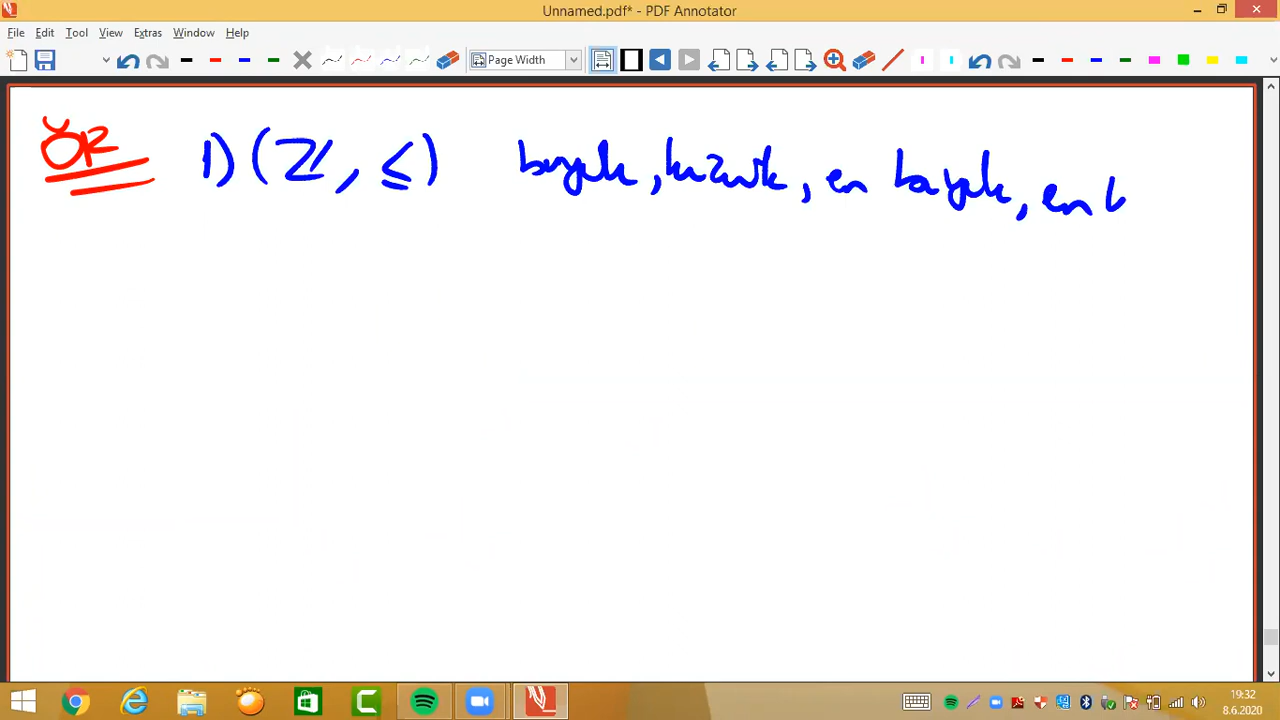 Unnamed.pdf* - PDF Annotator
File Edit Tool View Extras Window Help
Page Width
ÖR 1) (ℤ, ≤) büyük, küçük, en büyük, en
19:32
8.6.2020